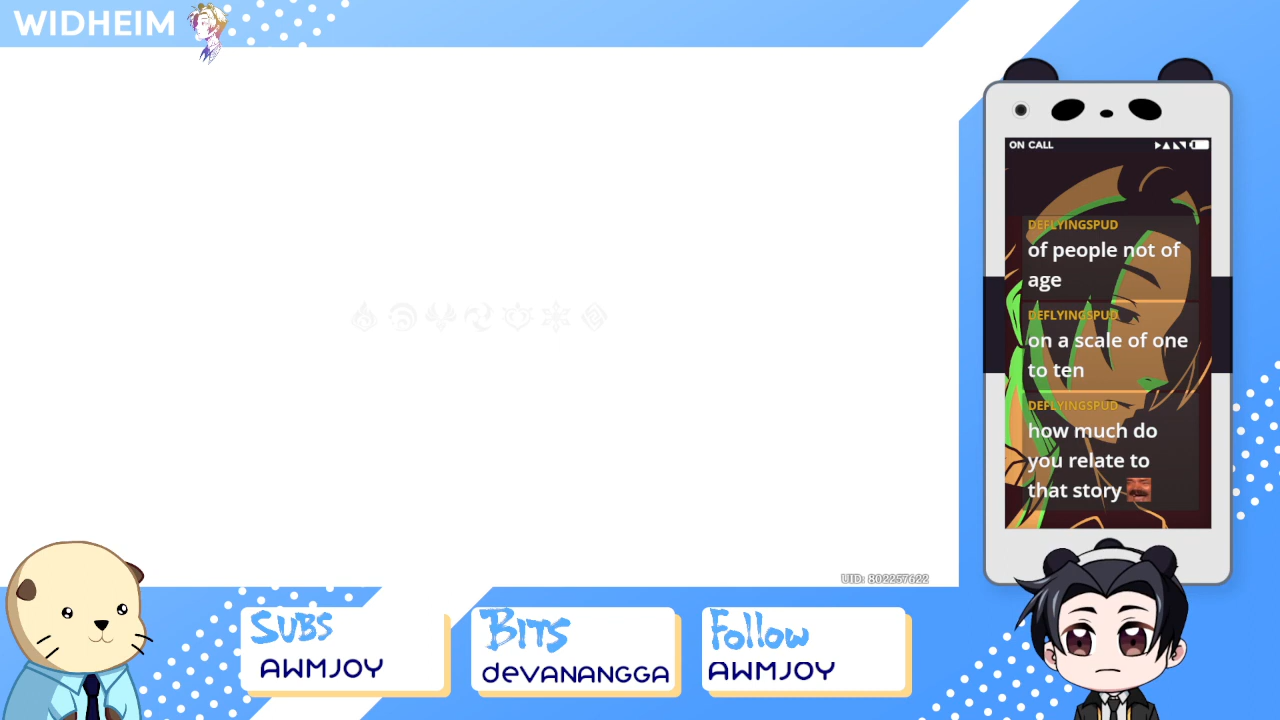 WIDHEIM
ON CALL
DEFLYINGSPUD
of people not of
age
DEFLYINGSPUD
on a scale of one
to ten
DEFLYINGSPUD
how much do
you relate to
that story
UID: 802257622
SUBS
AWMJOY
BITS
deVANANGGA
Follow
AWMJOY